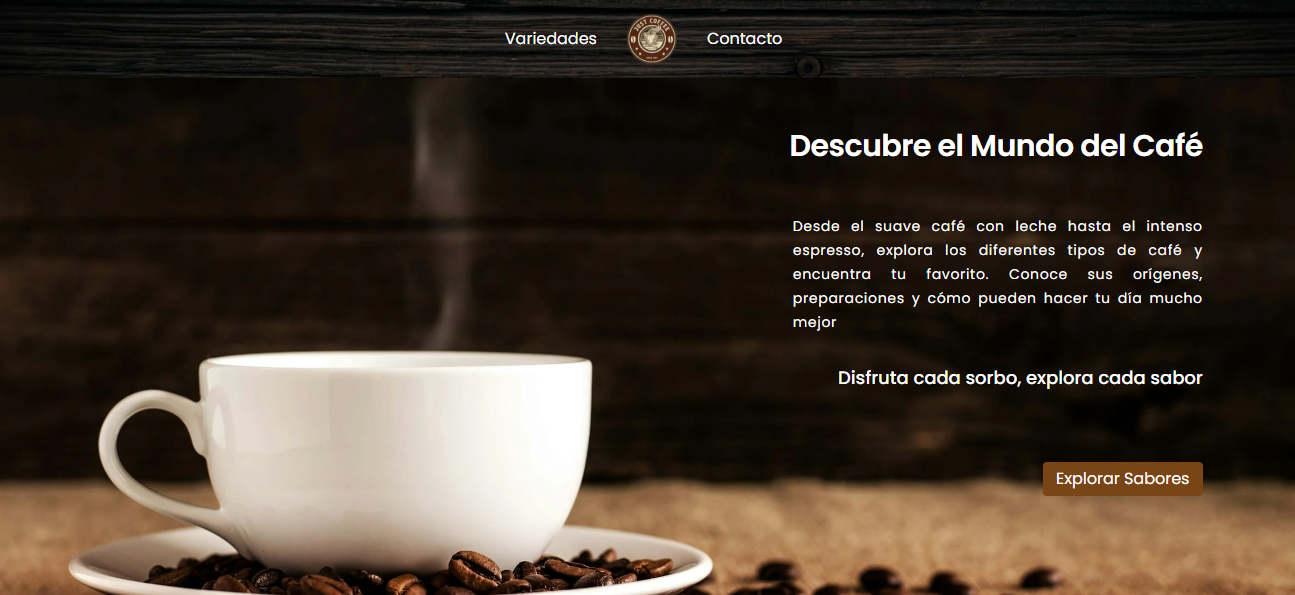 Variedades
JUST COFFEE
Contacto
Descubre el Mundo del Café
Desde el suave café con leche hasta el intenso
espresso, explora los diferentes tipos de café y
encuentra tu favorito. Conoce sus orígenes,
preparaciones y cómo pueden hacer tu día mucho
mejor
Disfruta cada sorbo, explora cada sabor
Explorar Sabores